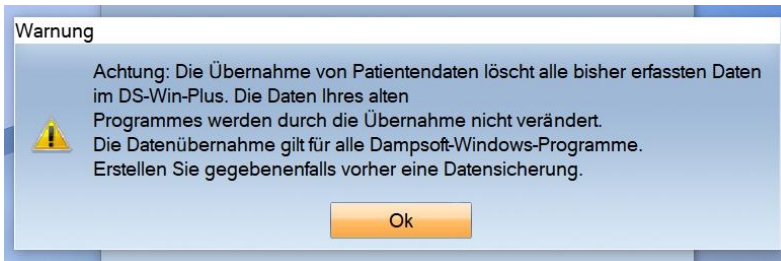 Warnung
Achtung: Die Übernahme von Patientendaten löscht alle bisher erfassten Daten
im DS-Win-Plus. Die Daten Ihres alten
Programmes werden durch die Übernahme nicht verändert.
Die Datenübernahme gilt für alle Dampsoft-Windows-Programme.
Erstellen Sie gegebenenfalls vorher eine Datensicherung.
Ok